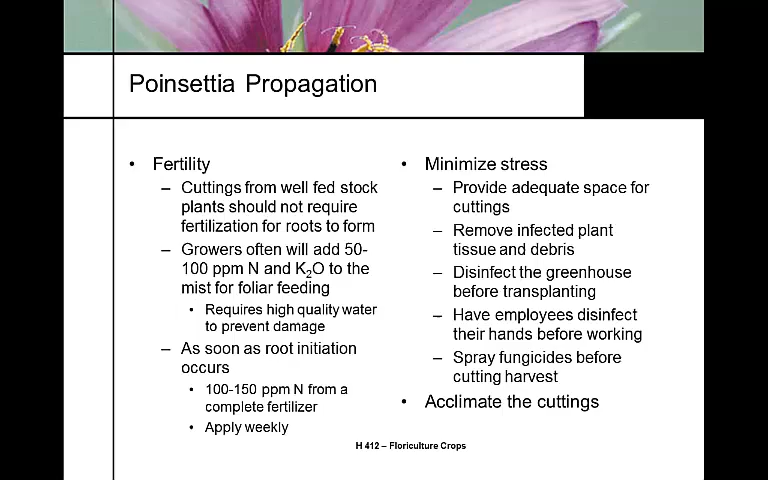 Poinsettia Propagation
• Fertility
– Cuttings from well fed stock
plants should not require
fertilization for roots to form
– Growers often will add 50-
100 ppm N and K2O to the
mist for foliar feeding
• Requires high quality water
to prevent damage
– As soon as root initiation
occurs
• 100-150 ppm N from a
complete fertilizer
• Apply weekly
• Minimize stress
– Provide adequate space for
cuttings
– Remove infected plant
tissue and debris
– Disinfect the greenhouse
before transplanting
– Have employees disinfect
their hands before working
– Spray fungicides before
cutting harvest
• Acclimate the cuttings
H 412 – Floriculture Crops